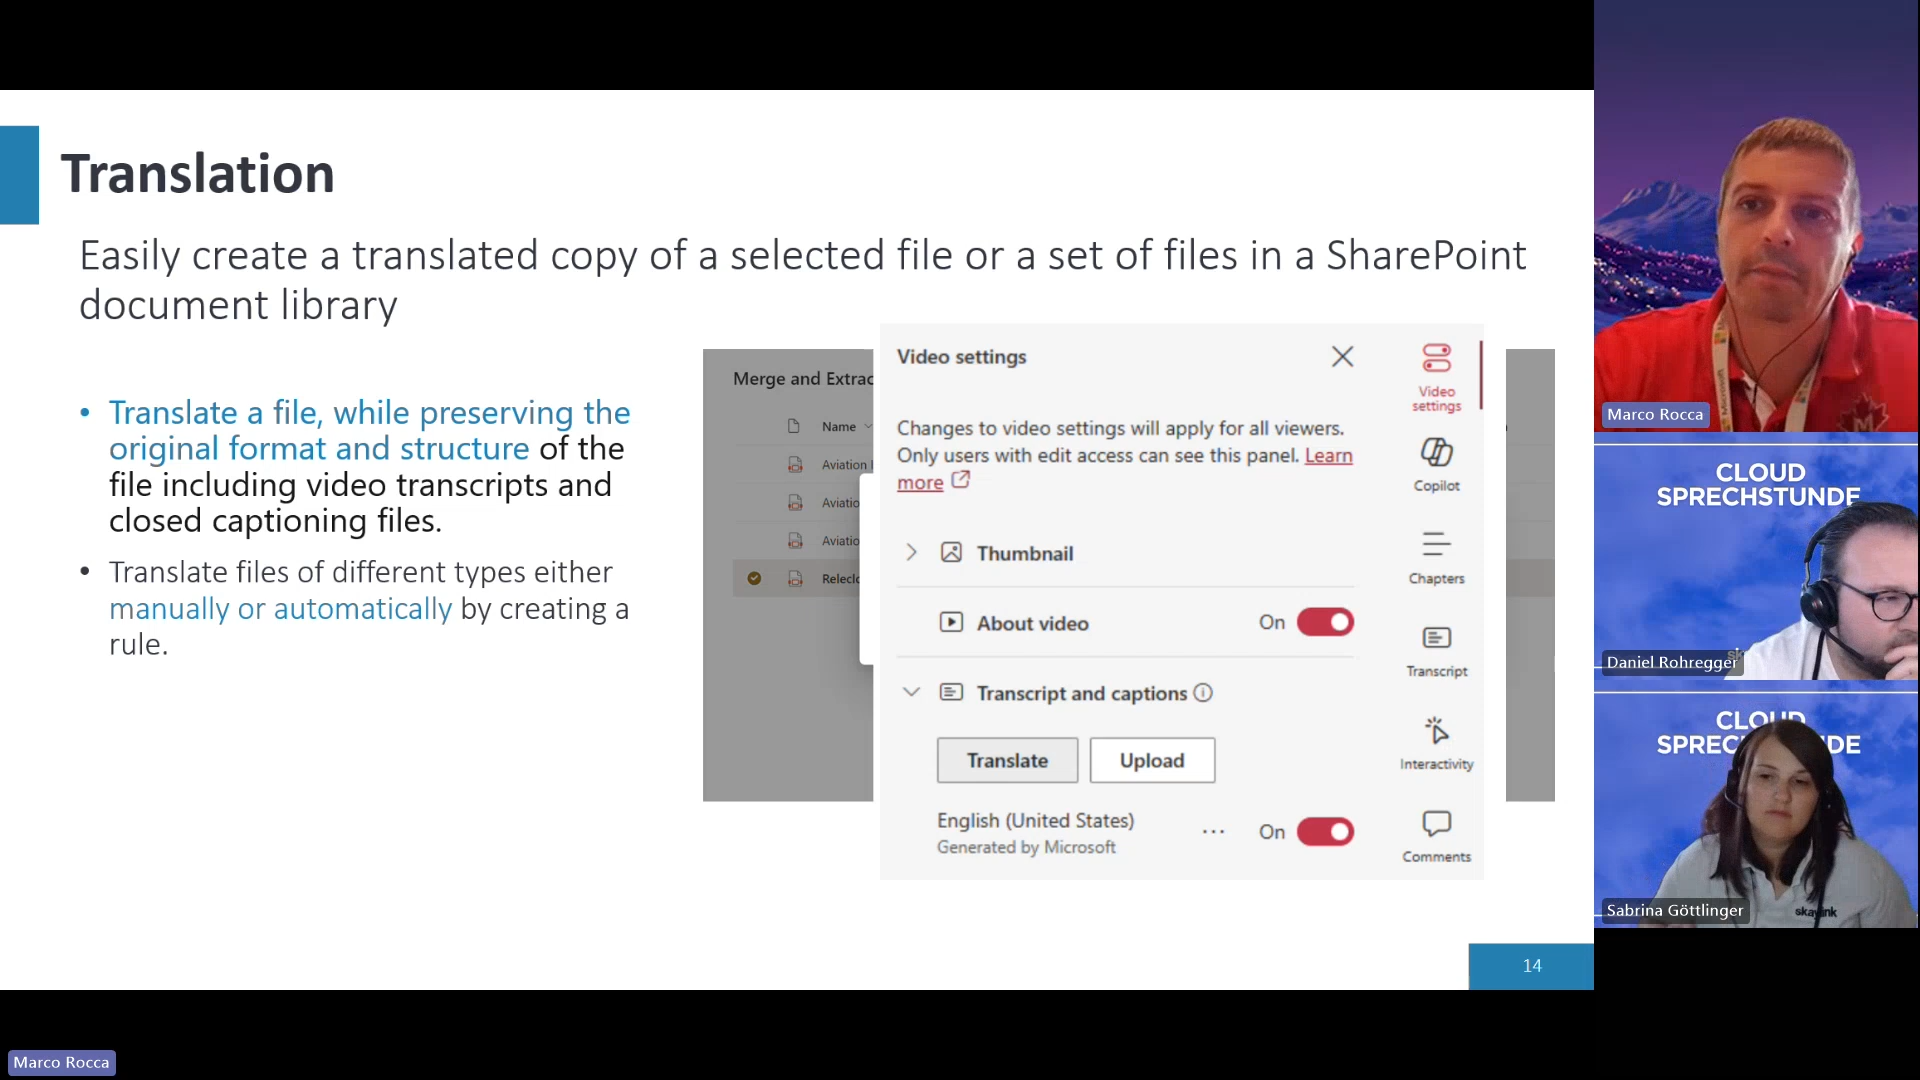 Translation
Easily create a translated copy of a selected file or a set of files in a SharePoint
document library
• Translate a file, while preserving the
original format and structure of the
file including video transcripts and
closed captioning files.
• Translate files of different types either
manually or automatically by creating a
rule.
Merge and Extrac
Name
Aviation
Aviatio
Aviatio
Relecl
Video settings
Changes to video settings will apply for all viewers.
Only users with edit access can see this panel. Learn
more
Thumbnail
About video
On
Transcript and captions
Translate
Upload
English (United States)
Generated by Microsoft
On
Video
settings
Copilot
Chapters
Transcript
Interactivity
Comments
14
Marco Rocca
CLOUD
SPRECHSTUNDE
Daniel Rohregger
CLOUD
SPREC DE
skaylink
Sabrina Göttlinger
Marco Rocca